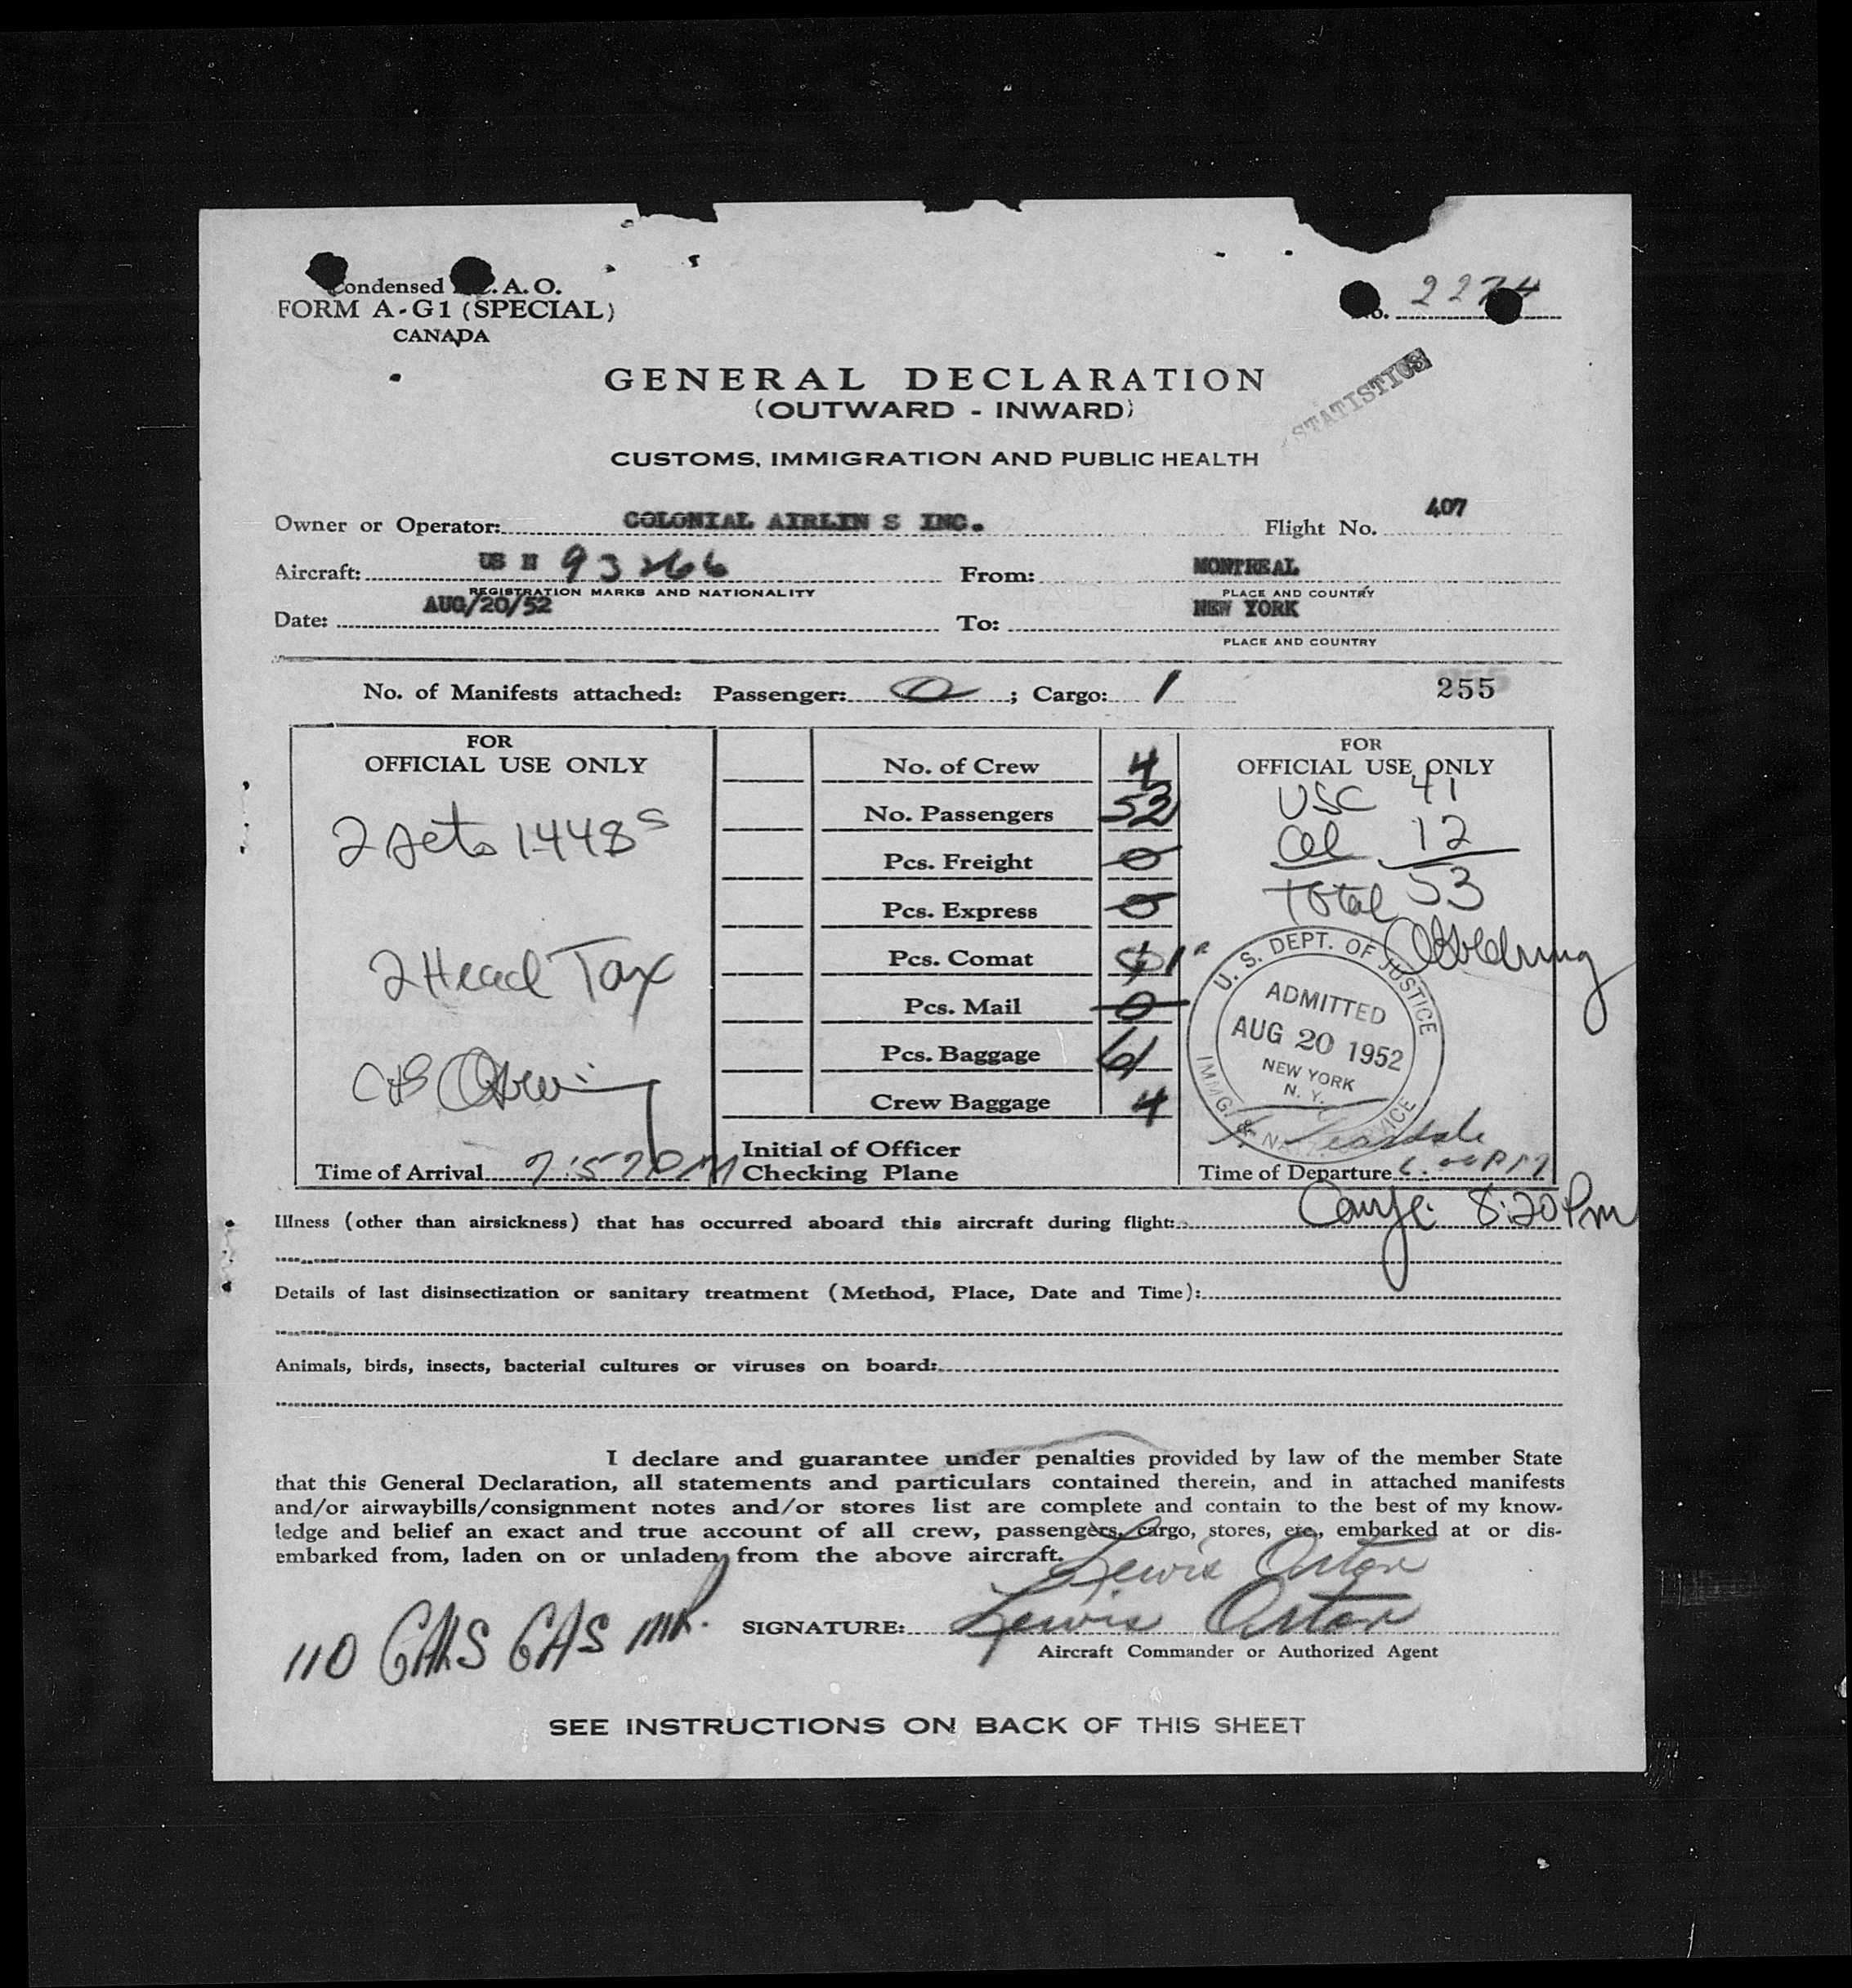 Condensed I.C.A.O.
FORM A-G1 (SPECIAL)
CANADA
No. 2274
STATISTICS
GENERAL DECLARATION
(OUTWARD - INWARD)
CUSTOMS, IMMIGRATION AND PUBLIC HEALTH
Owner or Operator: COLONIAL AIRLIN S INC. Flight No. 407
Aircraft: US N 93266 From: MONTREAL
REGISTRATION MARKS AND NATIONALITY PLACE AND COUNTRY
Date: AUG/20/52 To: NEW YORK
PLACE AND COUNTRY
No. of Manifests attached: Passenger: 0 ; Cargo: 1 255
FOR
OFFICIAL USE ONLY
2 sets 1448s
2 Head Tax
Time of Arrival 7:57PM
No. of Crew 4
No. Passengers 53
Pcs. Freight 0
Pcs. Express 0
Pcs. Comat 1
Pcs. Mail 0
Pcs. Baggage 61
Crew Baggage 4
Initial of Officer
Checking Plane
FOR
OFFICIAL USE ONLY
USC 41
al 12
Total 53
U. S. DEPT. OF JUSTICE
ADMITTED
AUG 20 1952
NEW YORK
N. Y.
IMMG. & NAT. SERVICE
Time of Departure 6:00PM
8:20Pm
Illness (other than airsickness) that has occurred aboard this aircraft during flight:
Details of last disinsectization or sanitary treatment (Method, Place, Date and Time):
Animals, birds, insects, bacterial cultures or viruses on board:
I declare and guarantee under penalties provided by law of the member State
that this General Declaration, all statements and particulars contained therein, and in attached manifests
and/or airwaybills/consignment notes and/or stores list are complete and contain to the best of my know-
ledge and belief an exact and true account of all crew, passengers, cargo, stores, etc., embarked at or dis-
embarked from, laden on or unladen from the above aircraft.
Lewis Orton
110 GALS GAS
SIGNATURE: Lewis Orton
Aircraft Commander or Authorized Agent
SEE INSTRUCTIONS ON BACK OF THIS SHEET